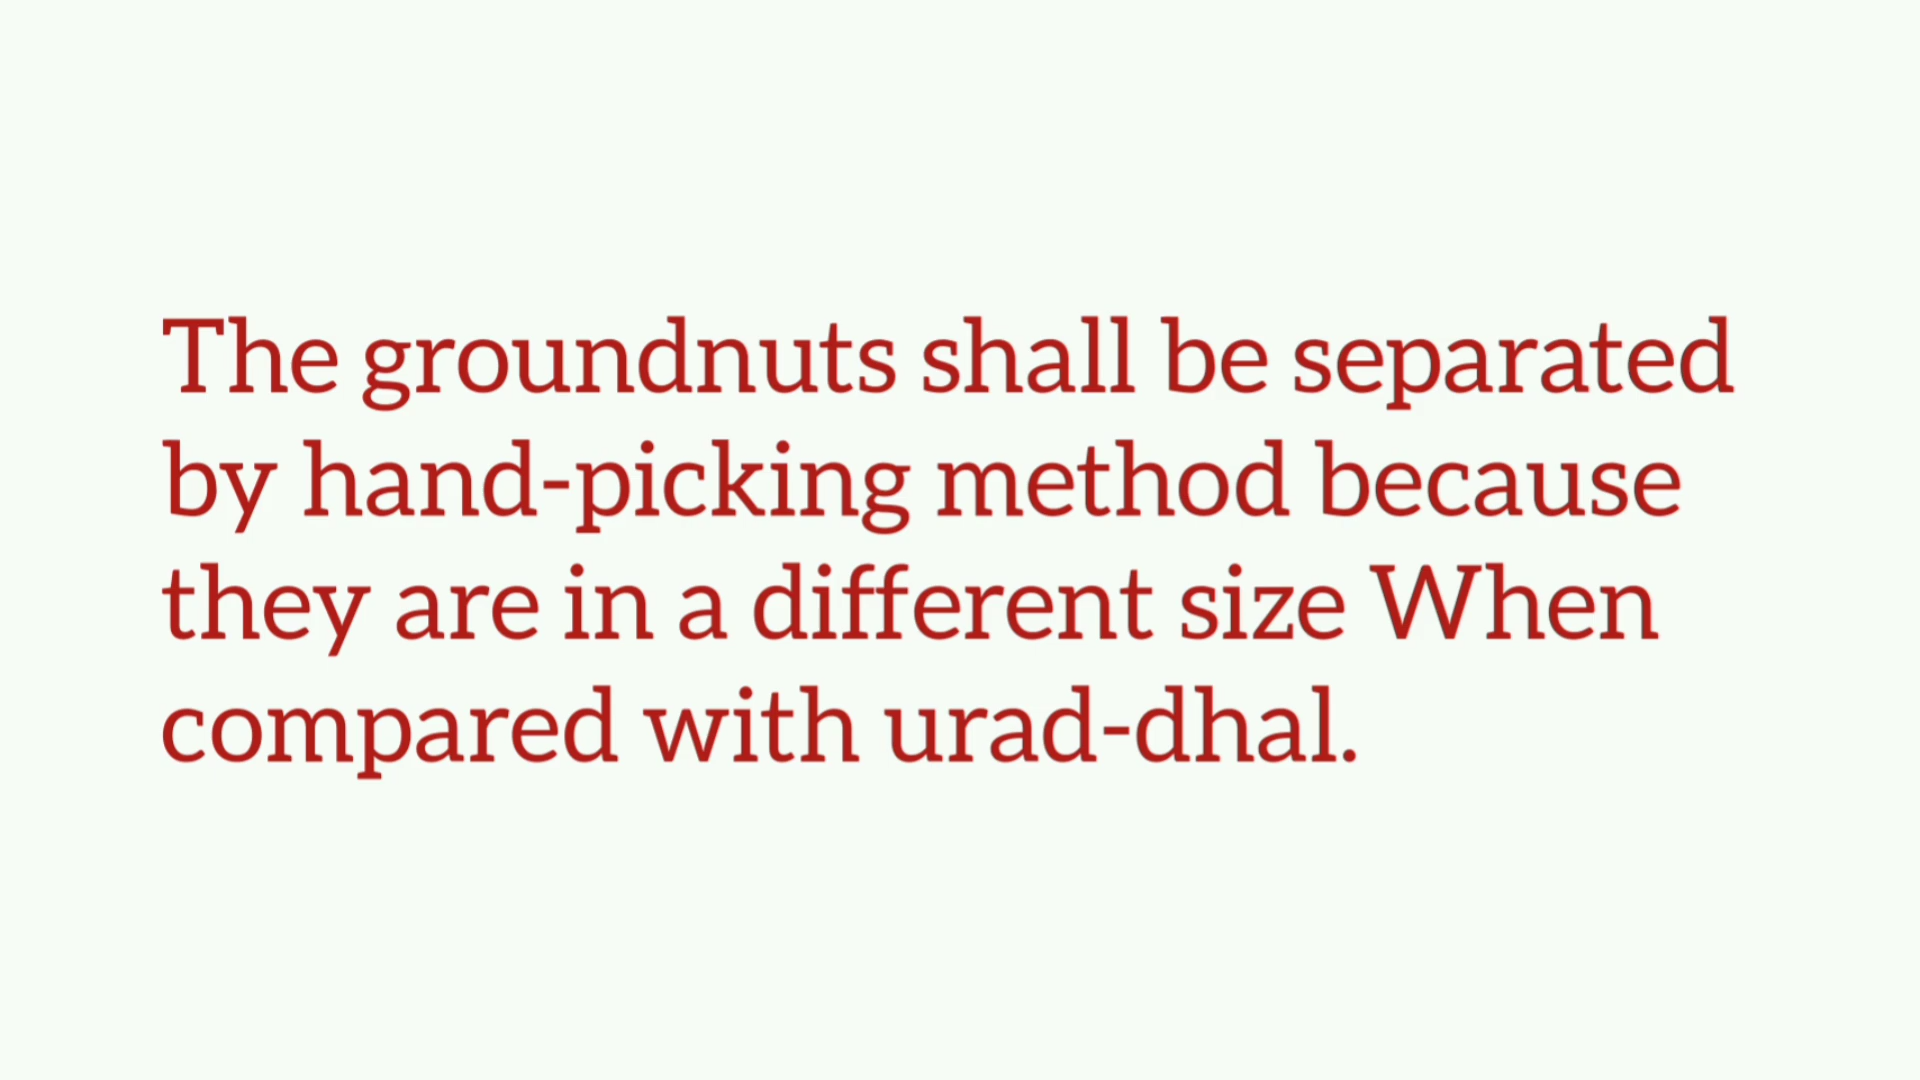 The groundnuts shall be separated
by hand-picking method because
they are in a different size When
compared with urad-dhal.